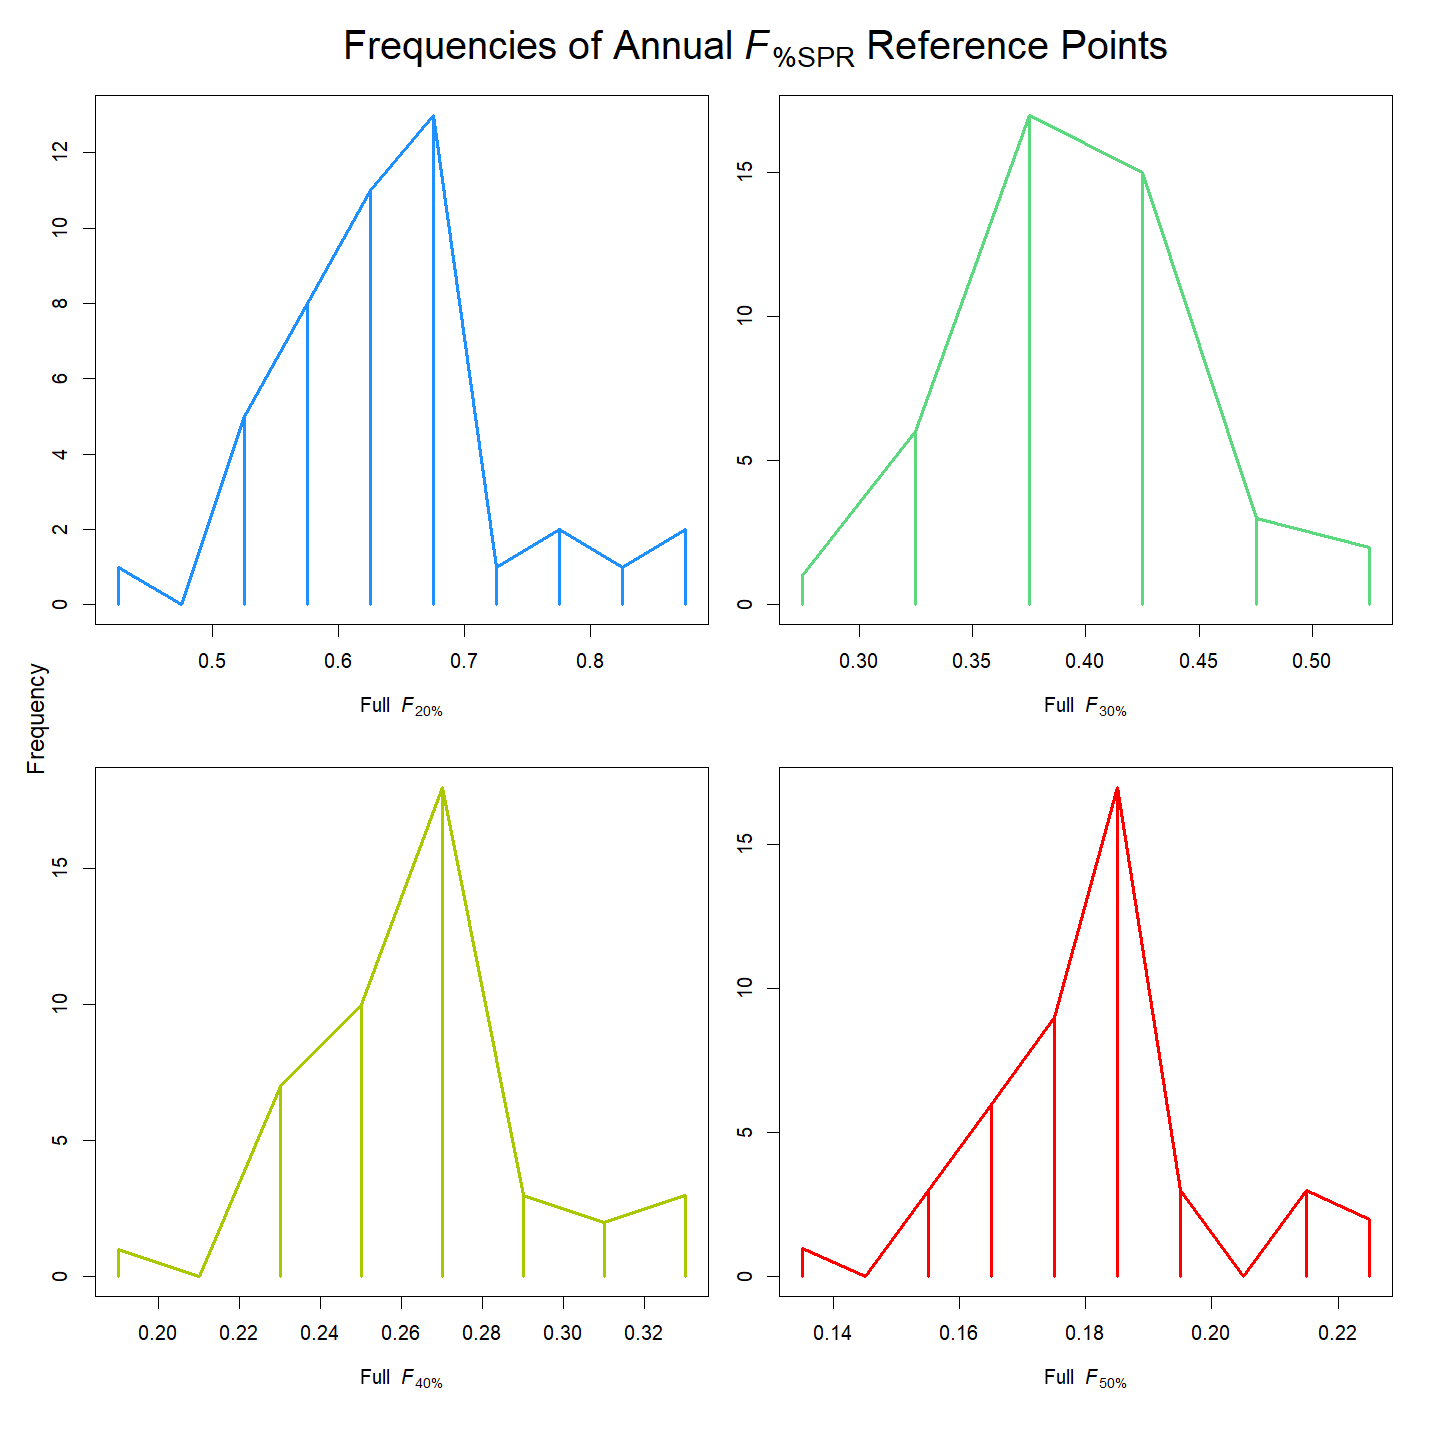 Frequencies of Annual F%SPR Reference Points
Frequency
0 2 4 6 8 10 12
0.5 0.6 0.7 0.8
Full F20%
0 5 10 15
0.30 0.35 0.40 0.45 0.50
Full F30%
0 5 10 15
0.20 0.22 0.24 0.26 0.28 0.30 0.32
Full F40%
0 5 10 15
0.14 0.16 0.18 0.20 0.22
Full F50%